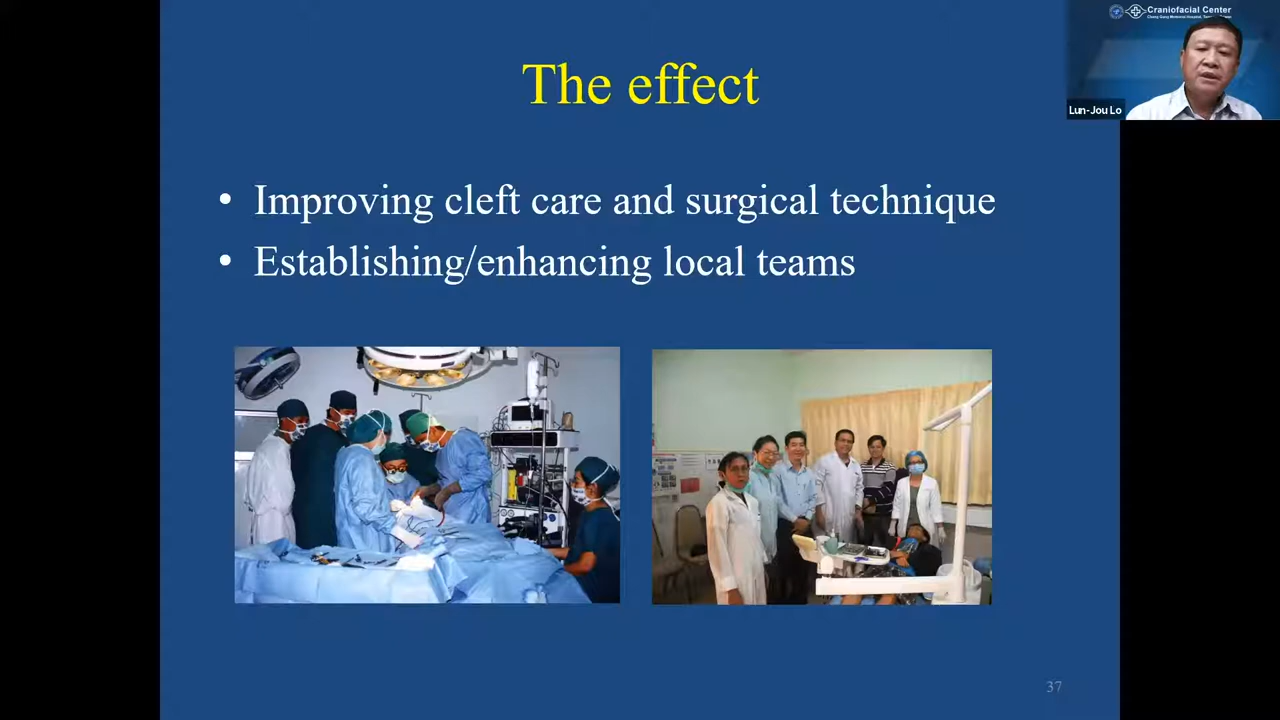 Craniofacial Center
Lun-Jou Lo
The effect
• Improving cleft care and surgical technique
• Establishing/enhancing local teams
37